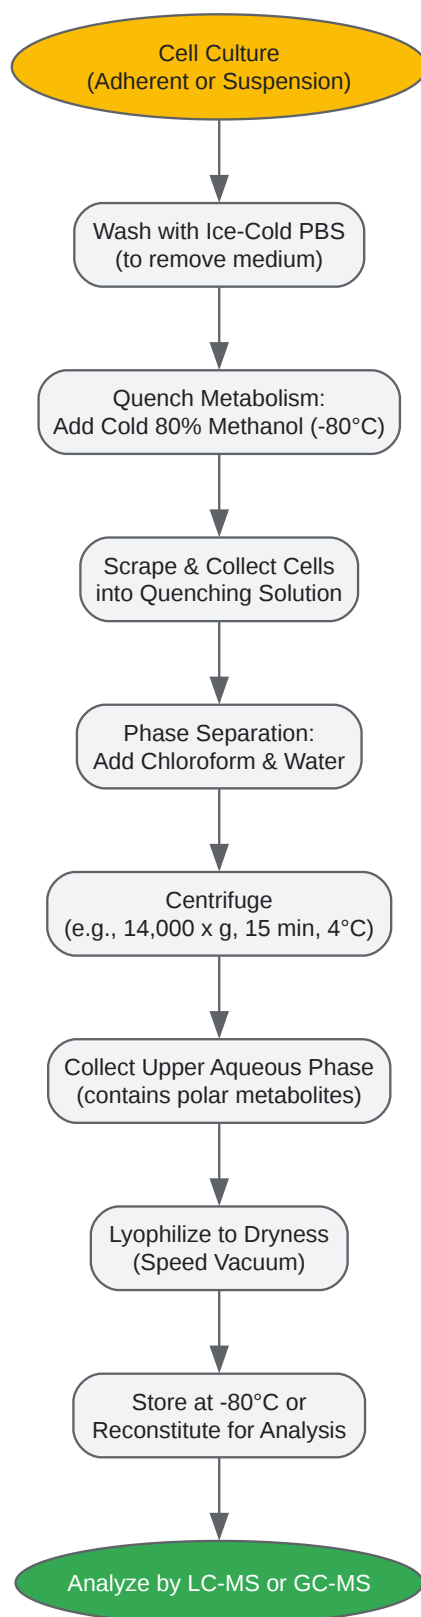 Cell Culture
(Adherent or Suspension)
Wash with Ice-Cold PBS
(to remove medium)
Quench Metabolism:
Add Cold 80% Methanol (-80°C)
Scrape & Collect Cells
into Quenching Solution
Phase Separation:
Add Chloroform & Water
Centrifuge
(e.g., 14,000 x g, 15 min, 4°C)
Collect Upper Aqueous Phase
(contains polar metabolites)
Lyophilize to Dryness
(Speed Vacuum)
Store at -80°C or
Reconstitute for Analysis
Analyze by LC-MS or GC-MS